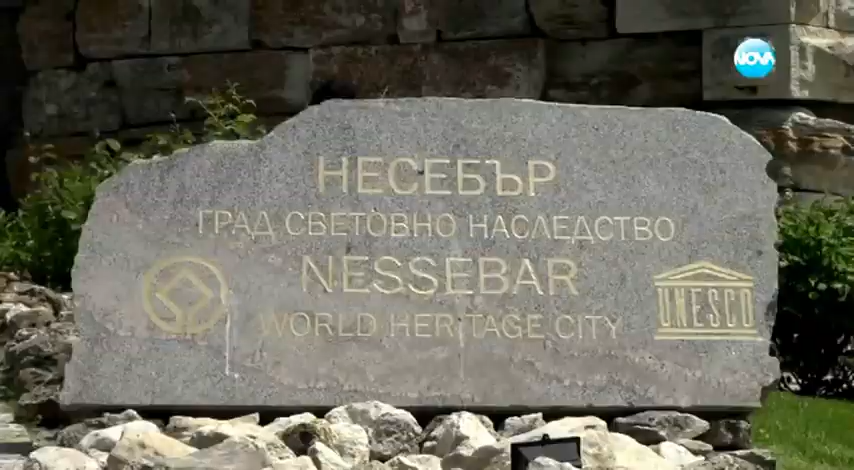 NOVA
НЕСЕБЪР
ГРАД СВЕТОВНО НАСЛЕДСТВО
NESSEBAR
WORLD HERITAGE CITY
UNESCO